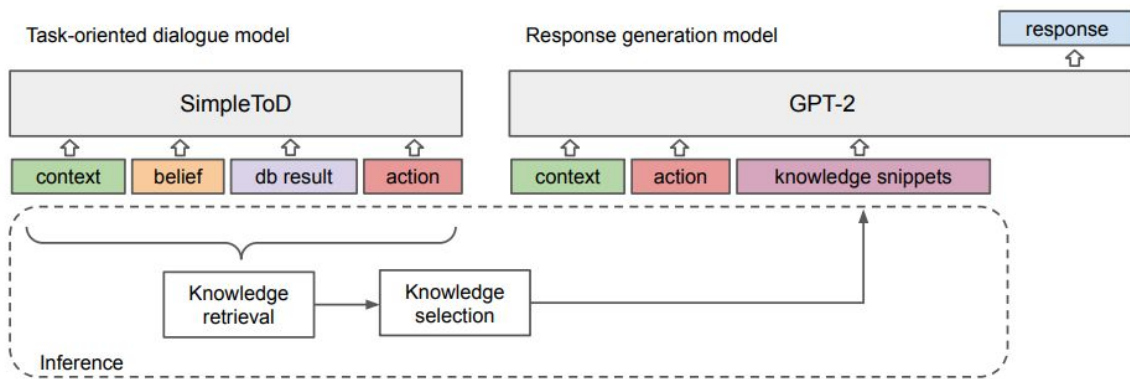 Task-oriented dialogue model
Response generation model
response
SimpleToD
GPT-2
context
belief
db result
action
context
action
knowledge snippets
Knowledge
retrieval
Knowledge
selection
Inference